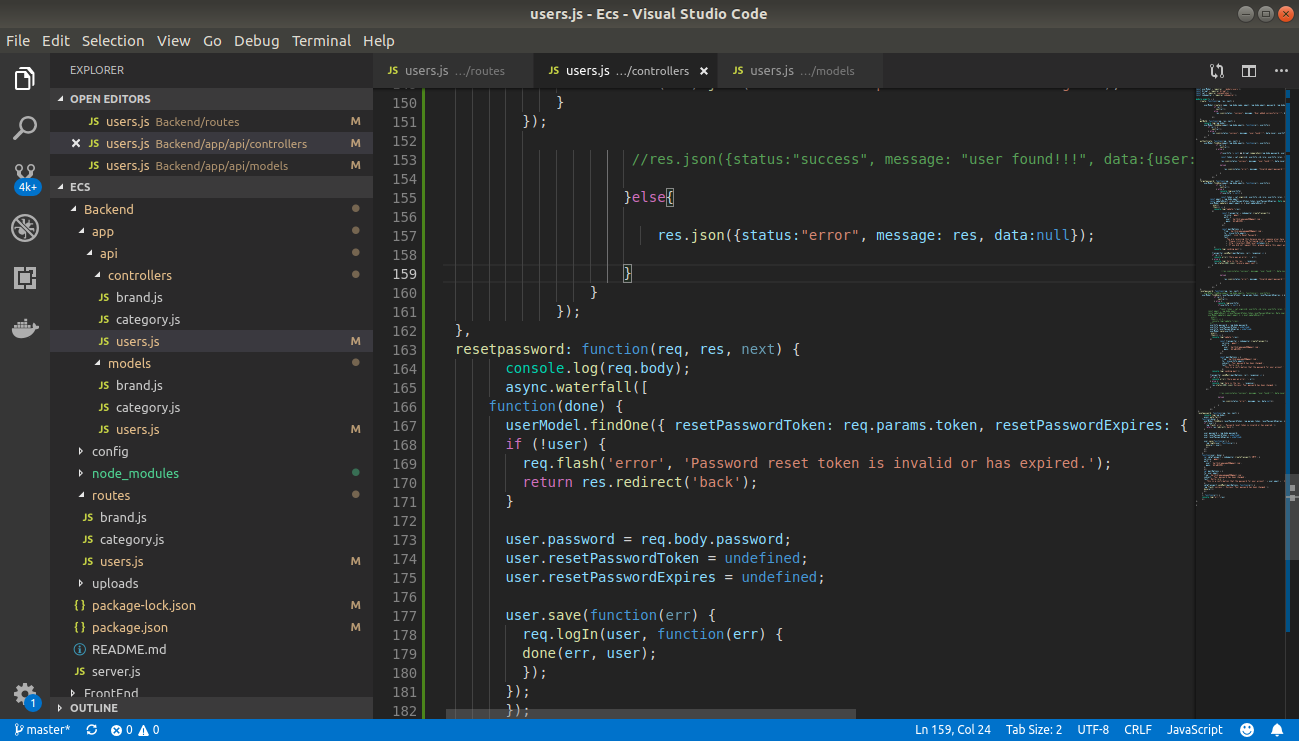 users.js - Ecs - Visual Studio Code
File Edit Selection View Go Debug Terminal Help
EXPLORER
OPEN EDITORS
JS users.js Backend/routes M
JS users.js Backend/app/api/controllers M
JS users.js Backend/app/api/models M
ECS
Backend
app
api
controllers
JS brand.js
JS category.js
JS users.js M
models
JS brand.js
JS category.js
JS users.js M
config
node_modules
routes
JS brand.js
JS category.js
JS users.js M
uploads
{} package-lock.json M
{} package.json M
README.md
JS server.js
FrontEnd
OUTLINE
4k+
1
JS users.js .../routes JS users.js .../controllers JS users.js .../models
150 }
151 });
152
153 //res.json({status:"success", message: "user found!!!", data:{user:
154
155 }else{
156
157 res.json({status:"error", message: res, data:null});
158
159 }
160 }
161 });
162 },
163 resetpassword: function(req, res, next) {
164 console.log(req.body);
165 async.waterfall([
166 function(done) {
167 userModel.findOne({ resetPasswordToken: req.params.token, resetPasswordExpires: {
168 if (!user) {
169 req.flash('error', 'Password reset token is invalid or has expired.');
170 return res.redirect('back');
171 }
172
173 user.password = req.body.password;
174 user.resetPasswordToken = undefined;
175 user.resetPasswordExpires = undefined;
176
177 user.save(function(err) {
178 req.logIn(user, function(err) {
179 done(err, user);
180 });
181 });
182 });
master* 0 0 Ln 159, Col 24 Tab Size: 2 UTF-8 CRLF JavaScript